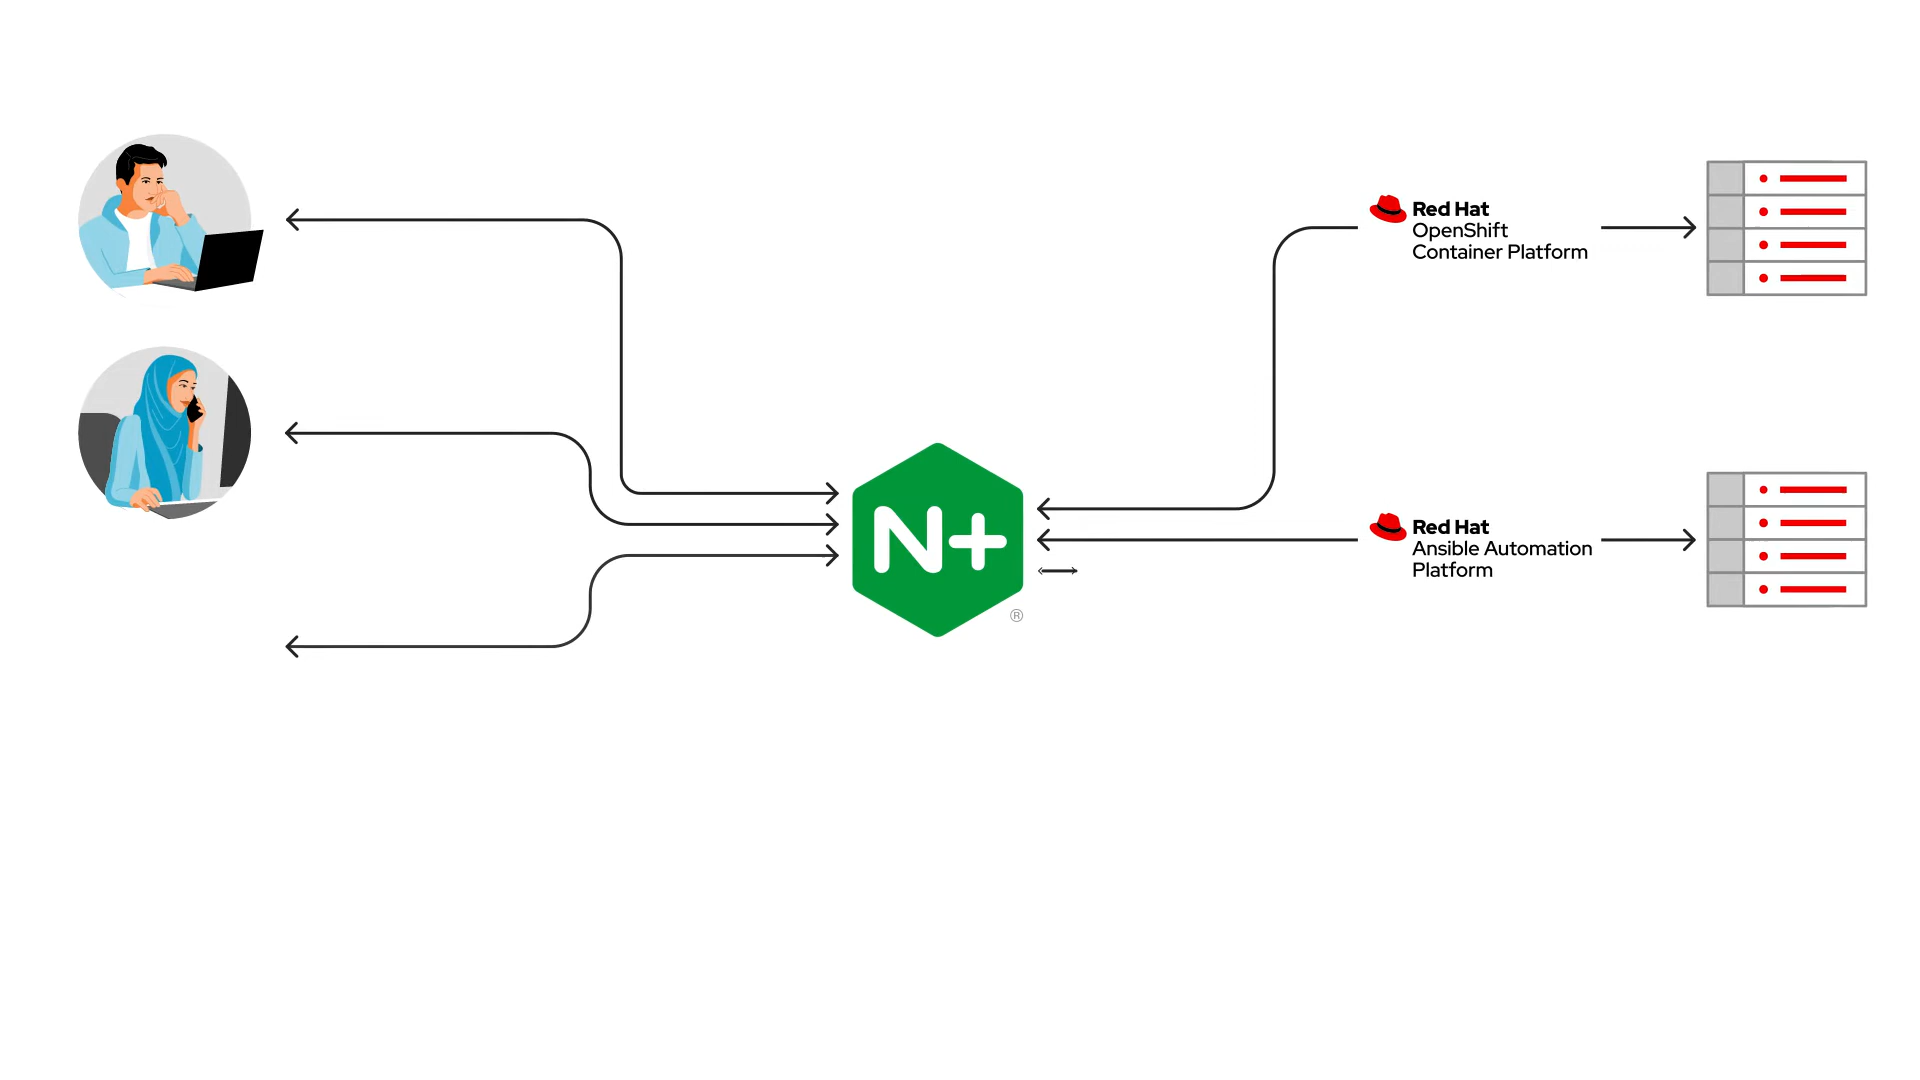 N+
®
Red Hat
OpenShift
Container Platform
Red Hat
Ansible Automation
Platform